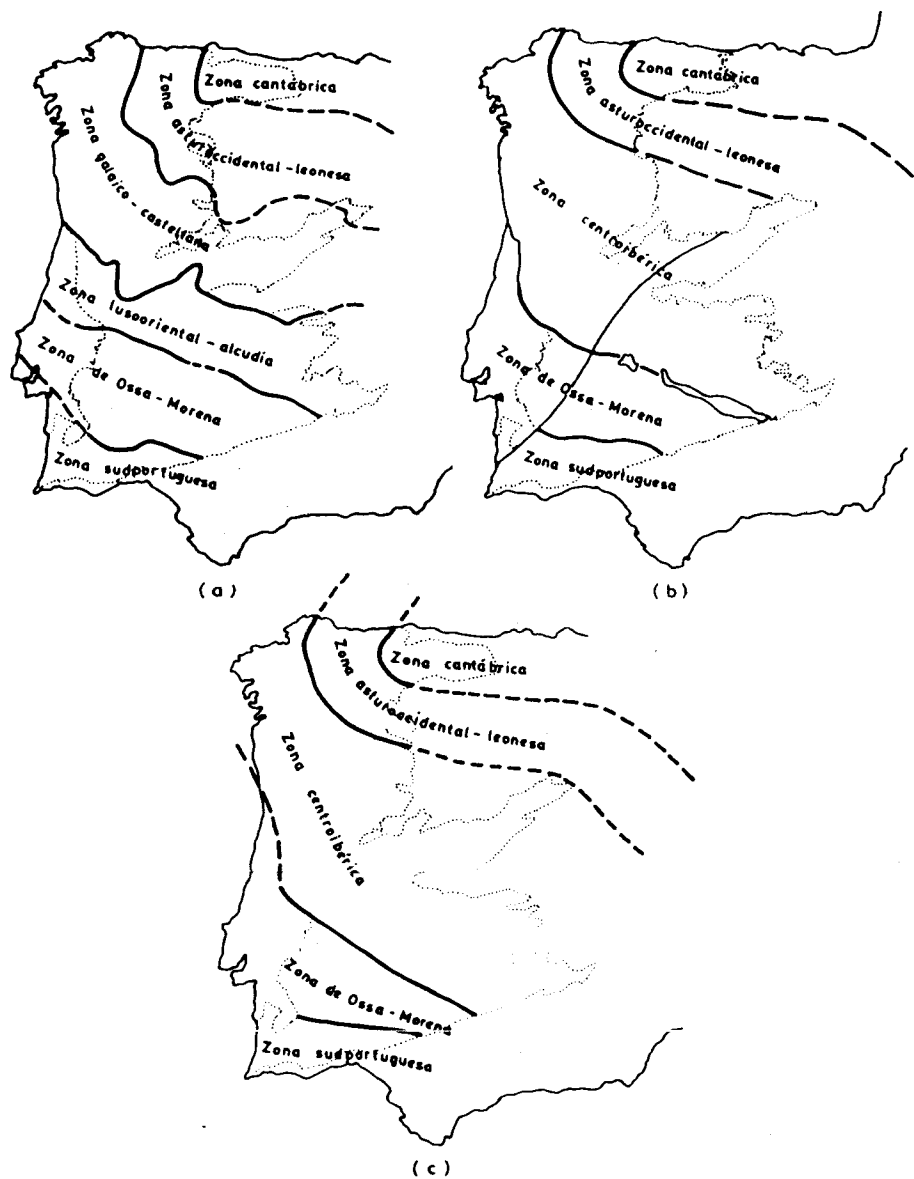 Zona cantábrica
Zona asturoccidental-leonesa
Zona galaico-castellana
Zona lusooriental-alcudia
Zona de Ossa-Morena
Zona sudportuguesa
(a)
Zona cantábrica
Zona asturoccidental-leonesa
Zona centroibérica
Zona de Ossa-Morena
Zona sudportuguesa
(b)
Zona cantábrica
Zona asturoccidental-leonesa
Zona centroibérica
Zona de Ossa-Morena
Zona sudportuguesa
(c)